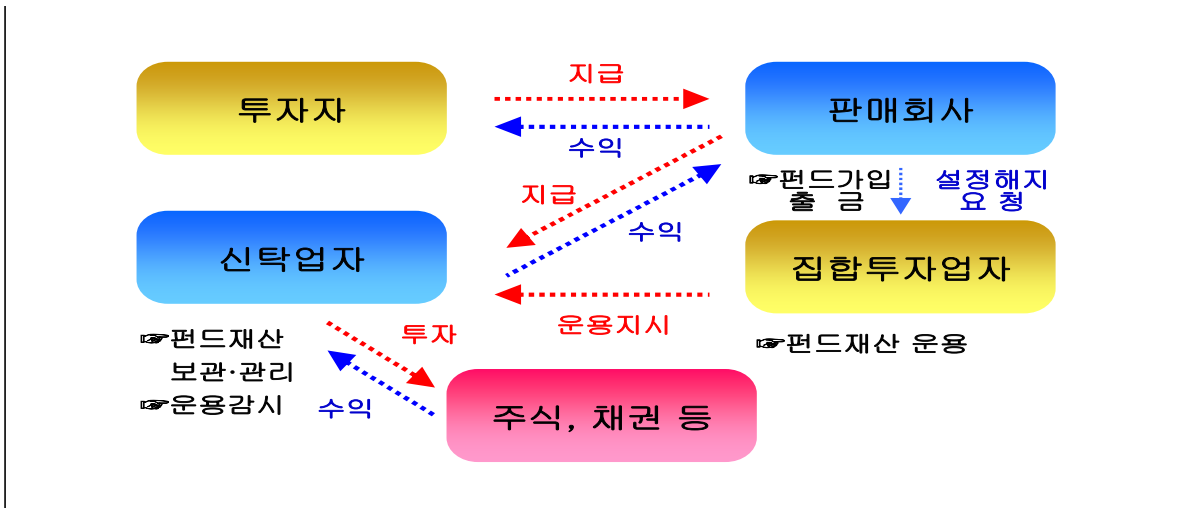 지급
투자자
판매회사
수익
☞펀드가입
출 금
설정해지
요 청
지급
수익
신탁업자
집합투자업자
운용지시
☞펀드재산
보관·관리
☞운용감시
투자
수익
☞펀드재산 운용
주식, 채권 등